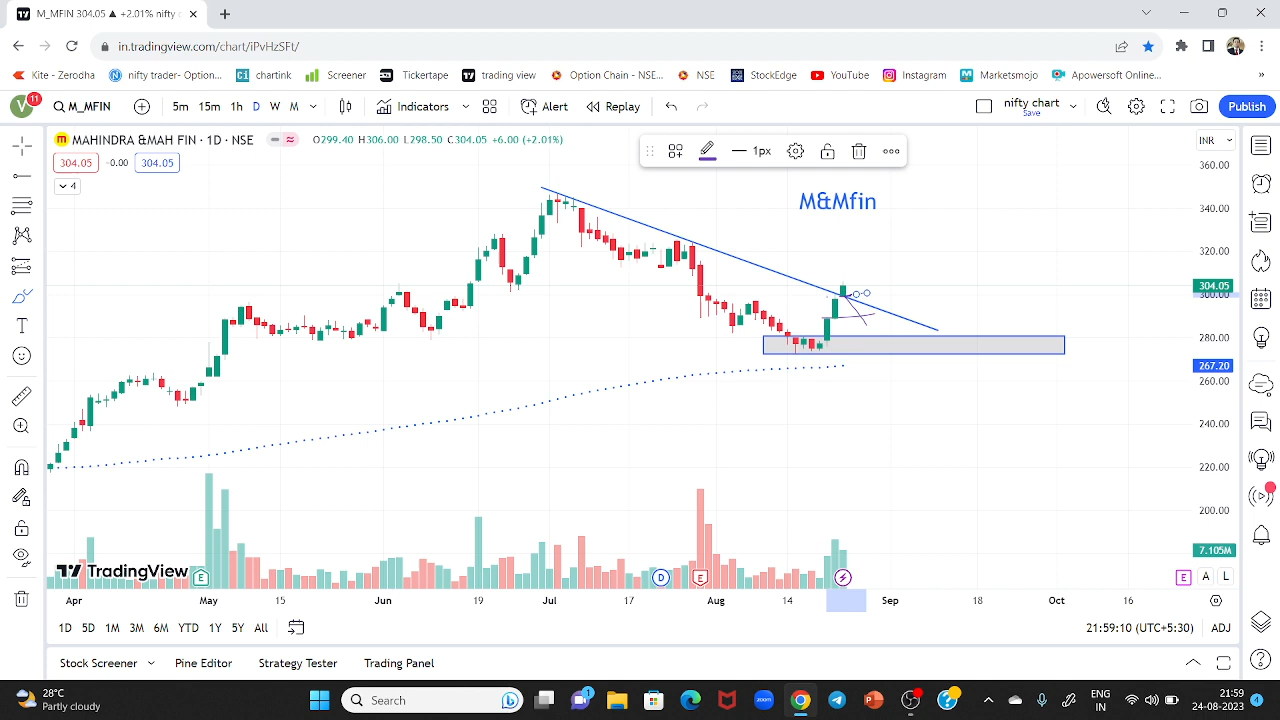 M_MFIN 304.05 ▲ +2.01% nifty c
in.tradingview.com/chart/iPvHzSFt/
Kite - Zerodha nifty trader- Option... chartink Screener Tickertape trading view Option Chain - NSE... NSE StockEdge YouTube Instagram Marketsmojo Apowersoft Online... »
V 11 M_MFIN 5m 15m 1h D W M Indicators Alert Replay nifty chart Save Publish
MAHINDRA &MAH FIN · 1D · NSE O299.40 H306.00 L298.50 C304.05 +6.00 (+2.01%) INR
1px
304.05 -0.00 304.05
4
M&Mfin
360.00
340.00
320.00
304.05
300.00
280.00
267.20
260.00
240.00
220.00
200.00
7.105M
TradingView E D E E A L
Apr May 15 Jun 19 Jul 17 Aug 14 Sep 18 Oct 16
1D 5D 1M 3M 6M YTD 1Y 5Y All 21:59:10 (UTC+5:30) ADJ
Stock Screener Pine Editor Strategy Tester Trading Panel
28°C
Partly cloudy
Search
1
zoom
ENG
IN
21:59
24-08-2023
4